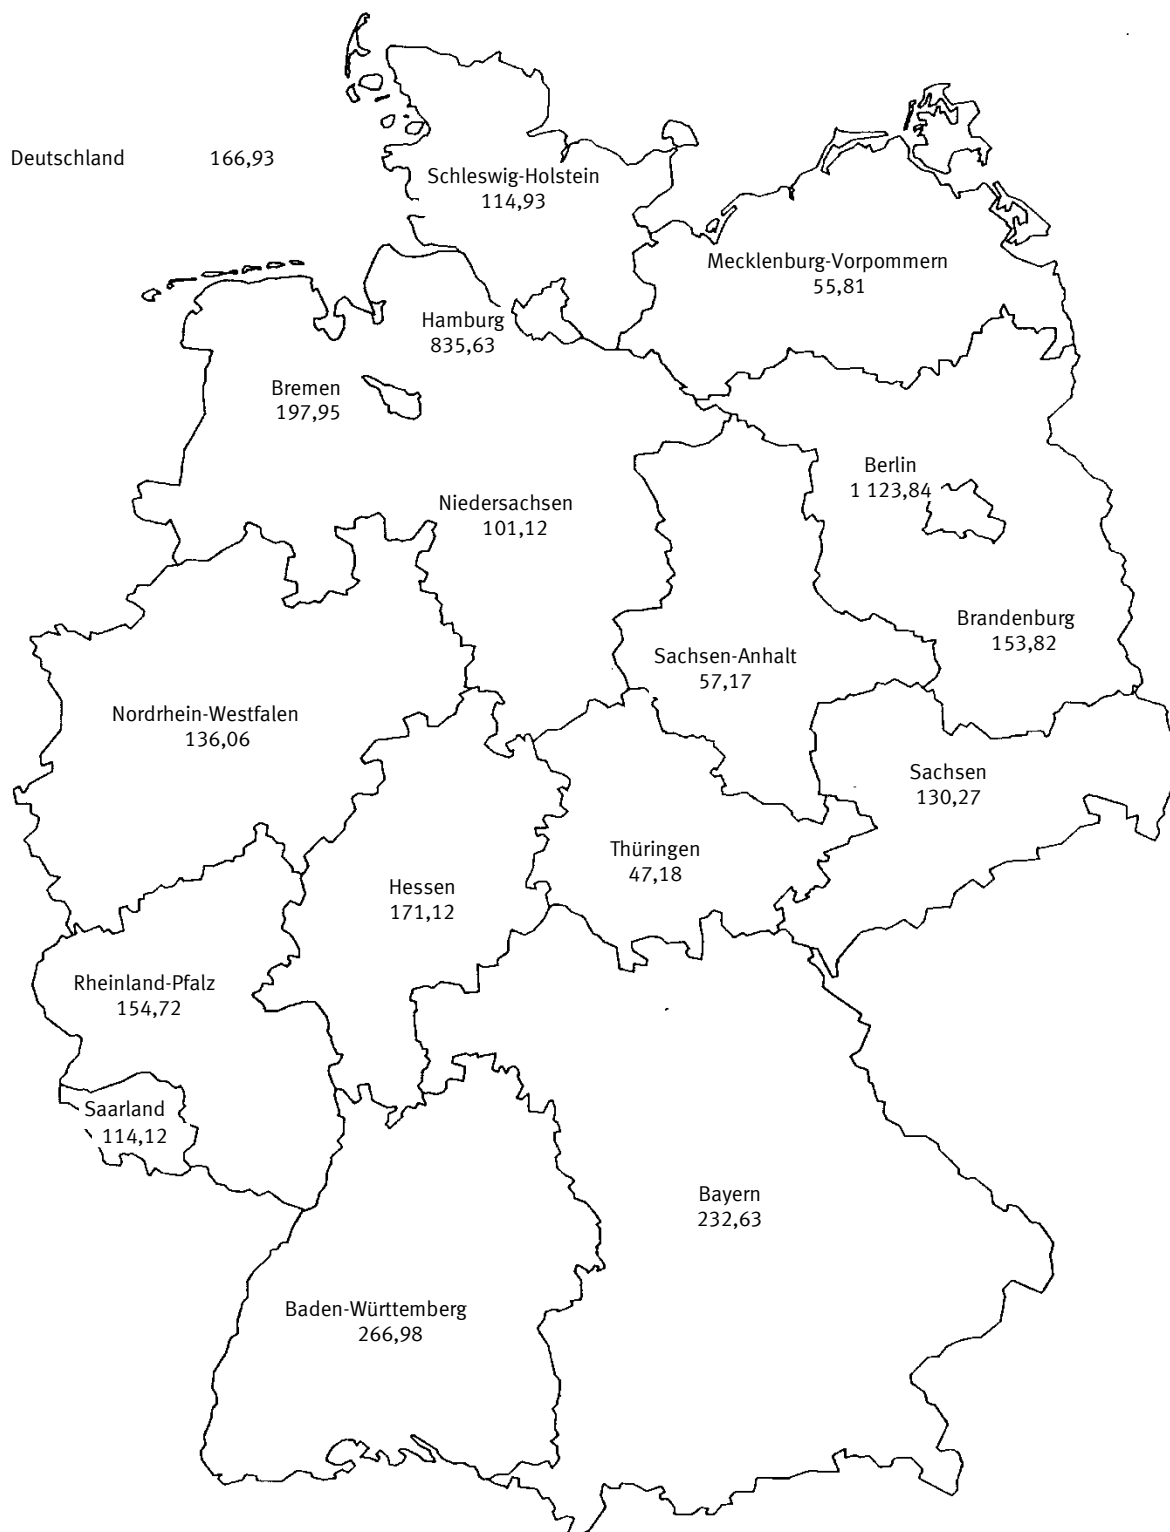 Deutschland 166,93
Schleswig-Holstein
114,93
Mecklenburg-Vorpommern
55,81
Hamburg
835,63
Bremen
197,95
Berlin
1 123,84
Niedersachsen
101,12
Brandenburg
153,82
Sachsen-Anhalt
57,17
Nordrhein-Westfalen
136,06
Sachsen
130,27
Thüringen
47,18
Hessen
171,12
Rheinland-Pfalz
154,72
Saarland
114,12
Bayern
232,63
Baden-Württemberg
266,98